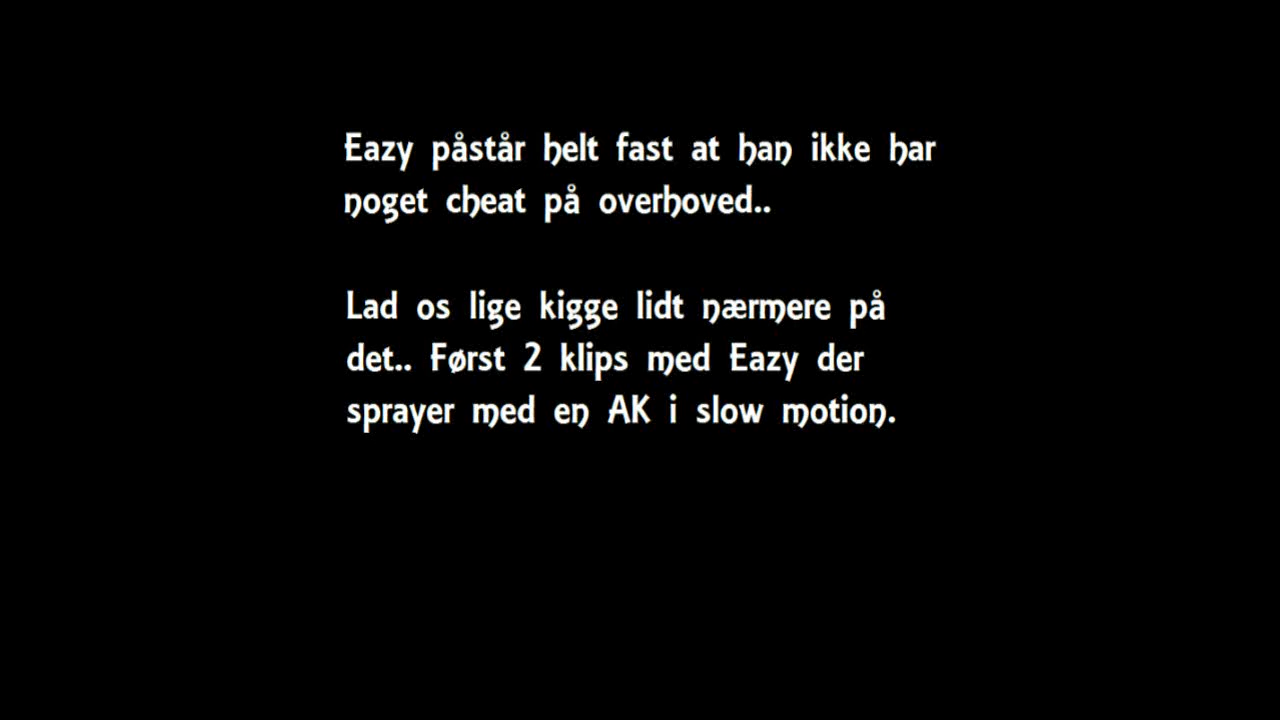 Eazy påstår helt fast at han ikke har
noget cheat på overhoved..
Lad os lige kigge lidt nærmere på
det.. Først 2 klips med Eazy der
sprayer med en AK i slow motion.